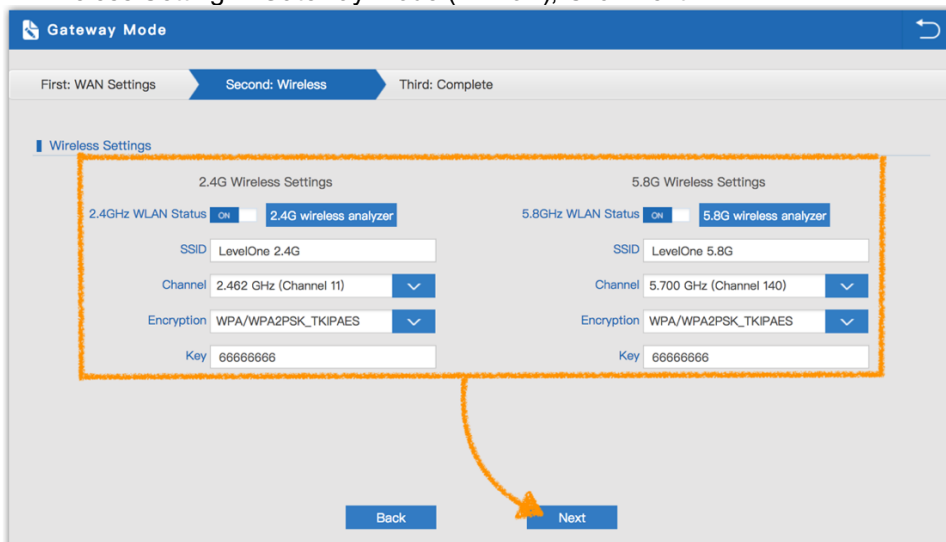 Gateway Mode
First: WAN Settings Second: Wireless Third: Complete
Wireless Settings
2.4G Wireless Settings 5.8G Wireless Settings
2.4GHz WLAN Status ON 2.4G wireless analyzer 5.8GHz WLAN Status ON 5.8G wireless analyzer
SSID LevelOne 2.4G SSID LevelOne 5.8G
Channel 2.462 GHz (Channel 11) Channel 5.700 GHz (Channel 140)
Encryption WPA/WPA2PSK_TKIPAES Encryption WPA/WPA2PSK_TKIPAES
Key 66666666 Key 66666666
Back Next